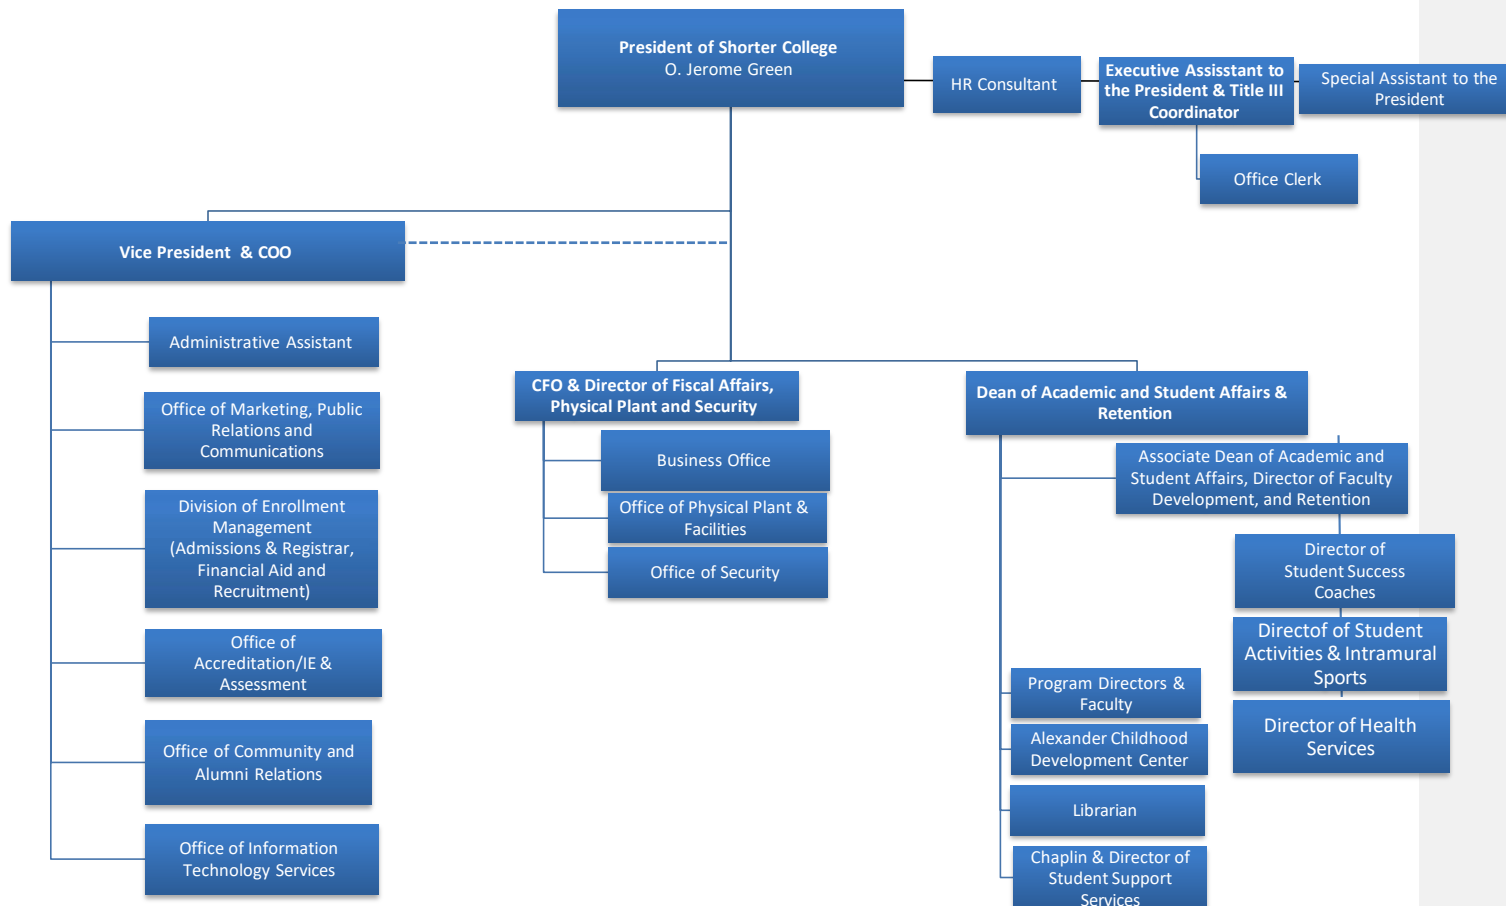 President of Shorter College
O. Jerome Green
HR Consultant
Executive Assisstant to
the President & Title III
Coordinator
Special Assistant to the
President
Office Clerk
Vice President & COO
Administrative Assistant
Office of Marketing, Public
Relations and
Communications
Division of Enrollment
Management
(Admissions & Registrar,
Financial Aid and
Recruitment)
Office of
Accreditation/IE &
Assessment
Office of Community and
Alumni Relations
Office of Information
Technology Services
CFO & Director of Fiscal Affairs,
Physical Plant and Security
Business Office
Office of Physical Plant &
Facilities
Office of Security
Dean of Academic and Student Affairs &
Retention
Associate Dean of Academic and
Student Affairs, Director of Faculty
Development, and Retention
Director of
Student Success
Coaches
Directof of Student
Activities & Intramural
Sports
Director of Health
Services
Program Directors &
Faculty
Alexander Childhood
Development Center
Librarian
Chaplin & Director of
Student Support
Services